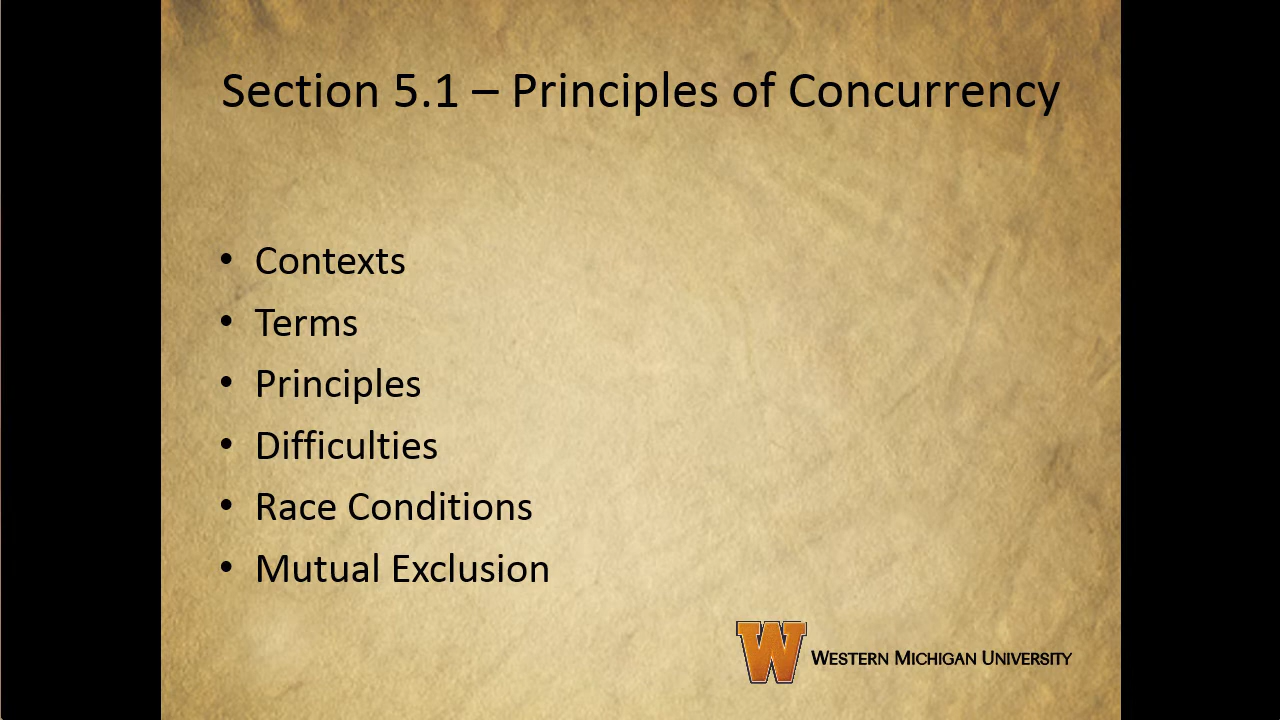 Section 5.1 – Principles of Concurrency
• Contexts
• Terms
• Principles
• Difficulties
• Race Conditions
• Mutual Exclusion
W WESTERN MICHIGAN UNIVERSITY